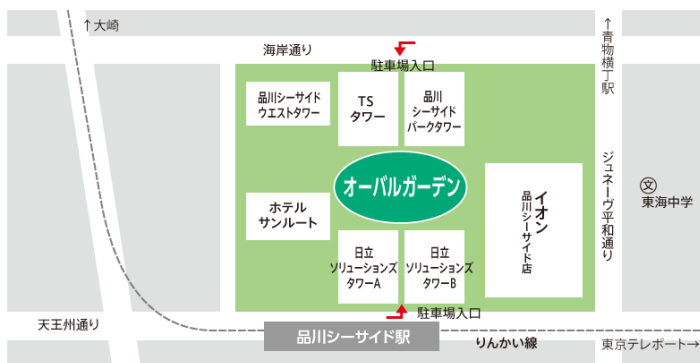 ↑大崎
海岸通り
駐車場入口
↑青物横丁駅
品川シーサイド
ウエストタワー
TS
タワー
品川
シーサイド
パークタワー
オーバルガーデン
ホテル
サンルート
イオン
品川シーサイド店
ジュネーヴ平和通り
文
東海中学
日立
ソリューションズ
タワーA
日立
ソリューションズ
タワーB
駐車場入口
天王州通り
品川シーサイド駅
りんかい線
東京テレポート→